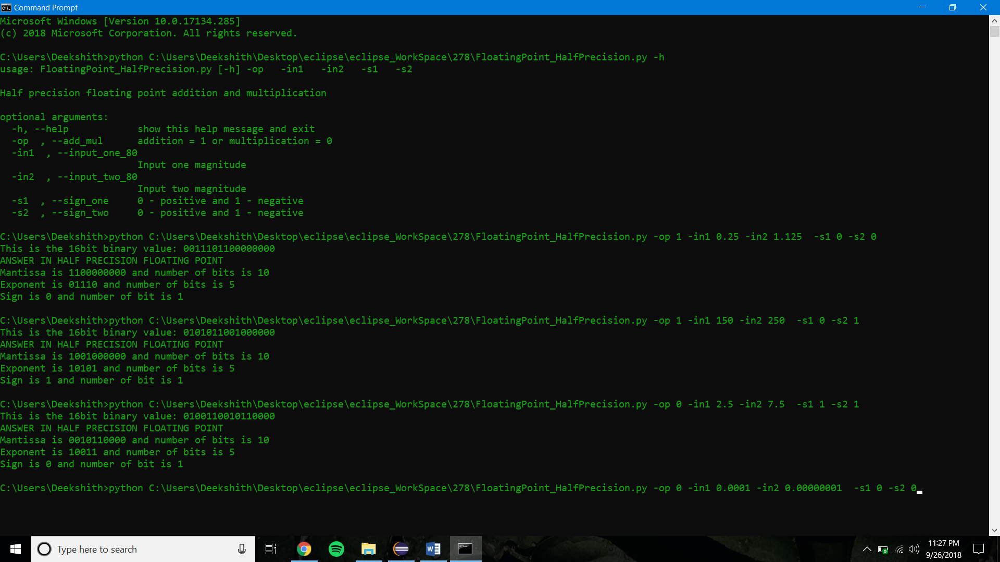 Command Prompt
Microsoft Windows [Version 10.0.17134.285]
(c) 2018 Microsoft Corporation. All rights reserved.
C:\Users\Deekshith>python C:\Users\Deekshith\Desktop\eclipse\eclipse_WorkSpace\278\FloatingPoint_HalfPrecision.py -h
usage: FloatingPoint_HalfPrecision.py [-h] -op   -in1   -in2   -s1   -s2
Half precision floating point addition and multiplication
optional arguments:
  -h, --help            show this help message and exit
  -op  , --add_mul      addition = 1 or multiplication = 0
  -in1  , --input_one_80
                        Input one magnitude
  -in2  , --input_two_80
                        Input two magnitude
  -s1  , --sign_one     0 - positive and 1 - negative
  -s2  , --sign_two     0 - positive and 1 - negative
C:\Users\Deekshith>python C:\Users\Deekshith\Desktop\eclipse\eclipse_WorkSpace\278\FloatingPoint_HalfPrecision.py -op 1 -in1 0.25 -in2 1.125  -s1 0 -s2 0
This is the 16bit binary value: 0011101100000000
ANSWER IN HALF PRECISION FLOATING POINT
Mantissa is 1100000000 and number of bits is 10
Exponent is 01110 and number of bits is 5
Sign is 0 and number of bit is 1
C:\Users\Deekshith>python C:\Users\Deekshith\Desktop\eclipse\eclipse_WorkSpace\278\FloatingPoint_HalfPrecision.py -op 1 -in1 150 -in2 250  -s1 0 -s2 1
This is the 16bit binary value: 0101011001000000
ANSWER IN HALF PRECISION FLOATING POINT
Mantissa is 1001000000 and number of bits is 10
Exponent is 10101 and number of bits is 5
Sign is 1 and number of bit is 1
C:\Users\Deekshith>python C:\Users\Deekshith\Desktop\eclipse\eclipse_WorkSpace\278\FloatingPoint_HalfPrecision.py -op 0 -in1 2.5 -in2 7.5  -s1 1 -s2 1
This is the 16bit binary value: 0100110010110000
ANSWER IN HALF PRECISION FLOATING POINT
Mantissa is 0010110000 and number of bits is 10
Exponent is 10011 and number of bits is 5
Sign is 0 and number of bit is 1
C:\Users\Deekshith>python C:\Users\Deekshith\Desktop\eclipse\eclipse_WorkSpace\278\FloatingPoint_HalfPrecision.py -op 0 -in1 0.0001 -in2 0.00000001  -s1 0 -s2 0
Type here to search
11:27 PM
9/26/2018